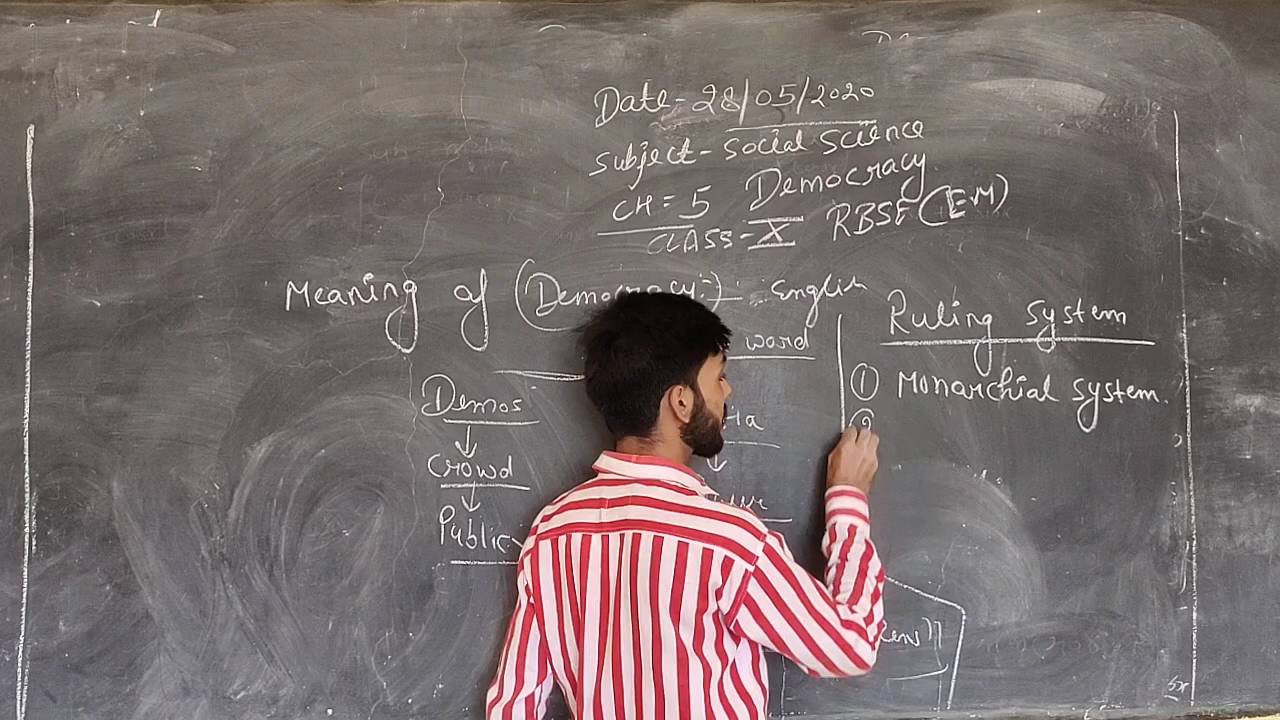 Date- 28/05/2020
Subject- Social Science
CH = 5 Democracy
CLASS- X RBSE (EM)
Meaning of (Democracy:-) English
word
Ruling System
① Monarchial system.
②
Demos
↓
Crowd
↓
Public